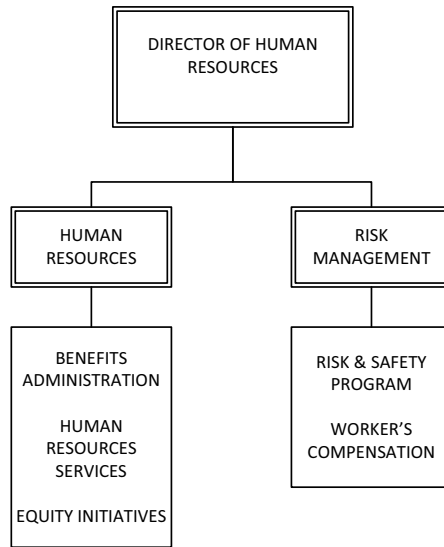 DIRECTOR OF HUMAN
RESOURCES
HUMAN
RESOURCES
RISK
MANAGEMENT
BENEFITS
ADMINISTRATION
HUMAN
RESOURCES
SERVICES
EQUITY INITIATIVES
RISK & SAFETY
PROGRAM
WORKER’S
COMPENSATION